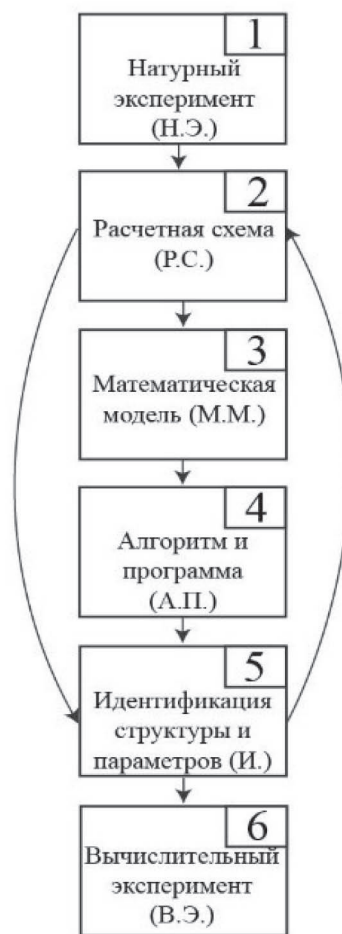 1
Натурный
эксперимент
(Н.Э.)
2
Расчетная схема
(Р.С.)
3
Математическая
модель (М.М.)
4
Алгоритм и
программа
(А.П.)
5
Идентификация
структуры и
параметров (И.)
6
Вычислительный
эксперимент
(В.Э.)